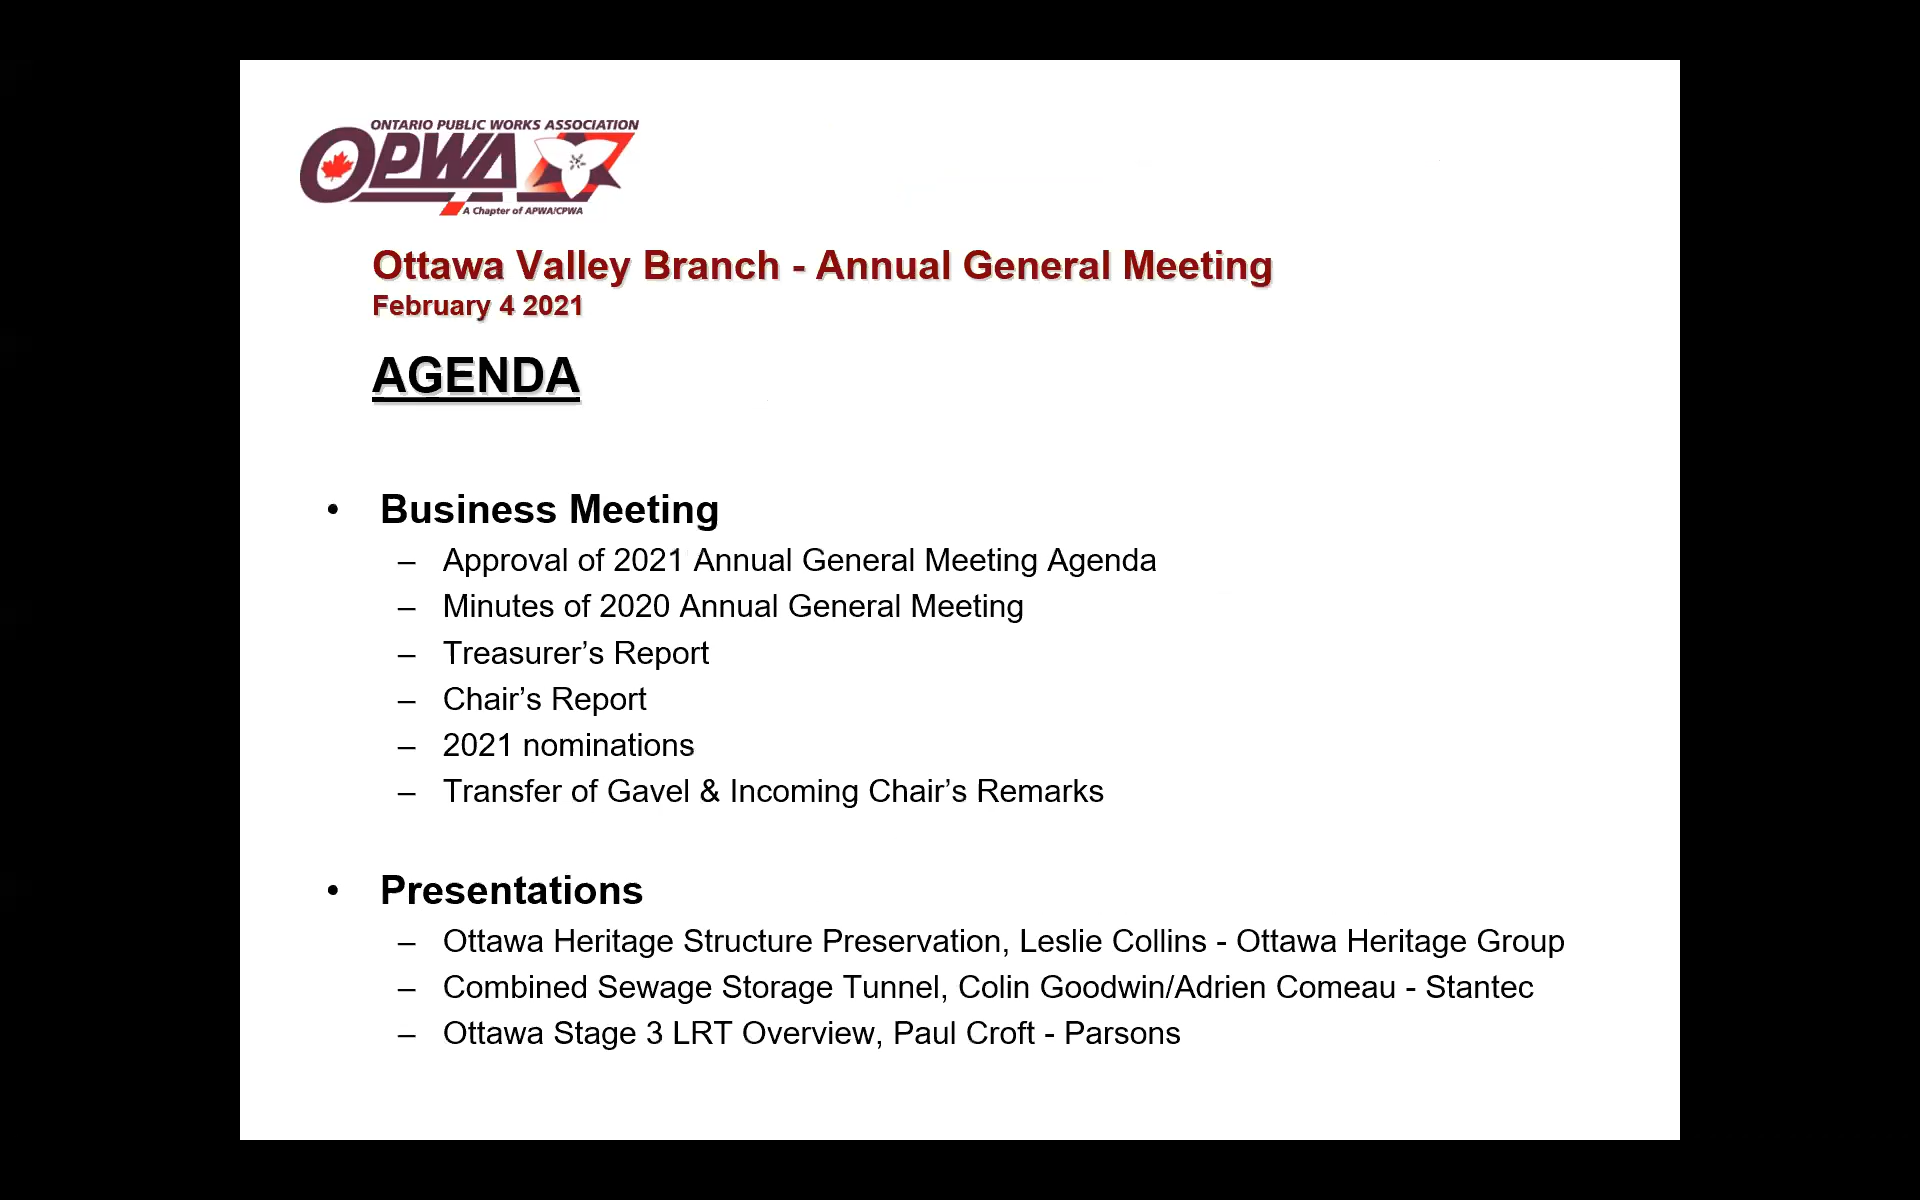 ONTARIO PUBLIC WORKS ASSOCIATION
OPWA
A Chapter of APWA/CPWA
Ottawa Valley Branch - Annual General Meeting
February 4 2021
AGENDA
• Business Meeting
– Approval of 2021 Annual General Meeting Agenda
– Minutes of 2020 Annual General Meeting
– Treasurer’s Report
– Chair’s Report
– 2021 nominations
– Transfer of Gavel & Incoming Chair’s Remarks
• Presentations
– Ottawa Heritage Structure Preservation, Leslie Collins - Ottawa Heritage Group
– Combined Sewage Storage Tunnel, Colin Goodwin/Adrien Comeau - Stantec
– Ottawa Stage 3 LRT Overview, Paul Croft - Parsons